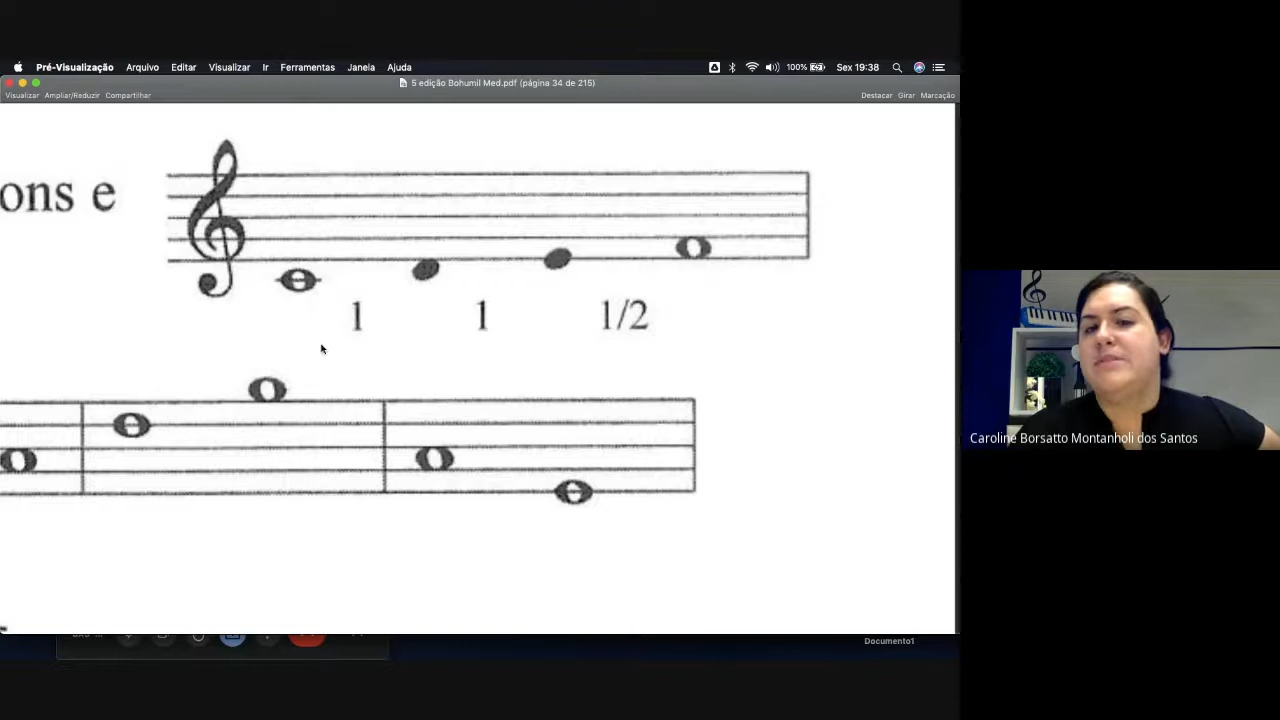 Pré-Visualização Arquivo Editar Visualizar Ir Ferramentas Janela Ajuda 100% Sex 19:38
5 edição Bohumil Med.pdf (página 34 de 215)
Visualizar Ampliar/Reduzir Compartilhar Destacar Girar Marcação
ons e
1 1 1/2
Caroline Borsatto Montanholi dos Santos
Documento1